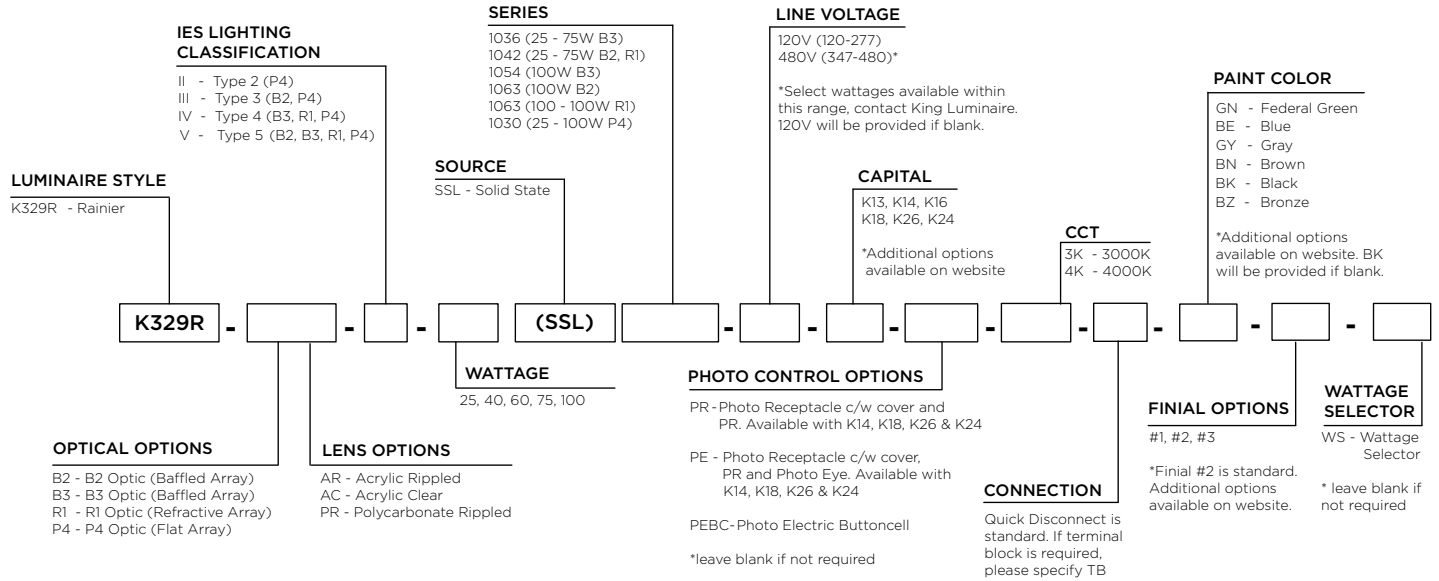 SERIES
1036 (25 - 75W B3)
1042 (25 - 75W B2, R1)
1054 (100W B3)
1063 (100W B2)
1063 (100 - 100W R1)
1030 (25 - 100W P4)
LINE VOLTAGE
120V (120-277)
480V (347-480)*
*Select wattages available within
this range, contact King Luminaire.
120V will be provided if blank.
IES LIGHTING
CLASSIFICATION
II - Type 2 (P4)
III - Type 3 (B2, P4)
IV - Type 4 (B3, R1, P4)
V - Type 5 (B2, B3, R1, P4)
PAINT COLOR
GN - Federal Green
BE - Blue
GY - Gray
BN - Brown
BK - Black
BZ - Bronze
*Additional options
available on website. BK
will be provided if blank.
SOURCE
SSL - Solid State
LUMINAIRE STYLE
K329R - Rainier
CAPITAL
K13, K14, K16
K18, K26, K24
*Additional options
available on website
CCT
3K - 3000K
4K - 4000K
K329R - - - (SSL) - - - - - - - -
WATTAGE
25, 40, 60, 75, 100
PHOTO CONTROL OPTIONS
PR - Photo Receptacle c/w cover and
PR. Available with K14, K18, K26 & K24
PE - Photo Receptacle c/w cover,
PR and Photo Eye. Available with
K14, K18, K26 & K24
PEBC- Photo Electric Buttoncell
*leave blank if not required
OPTICAL OPTIONS
B2 - B2 Optic (Baffled Array)
B3 - B3 Optic (Baffled Array)
R1 - R1 Optic (Refractive Array)
P4 - P4 Optic (Flat Array)
LENS OPTIONS
AR - Acrylic Rippled
AC - Acrylic Clear
PR - Polycarbonate Rippled
CONNECTION
Quick Disconnect is
standard. If terminal
block is required,
please specify TB
FINIAL OPTIONS
#1, #2, #3
*Finial #2 is standard.
Additional options
available on website.
WATTAGE
SELECTOR
WS - Wattage
Selector
* leave blank if
not required